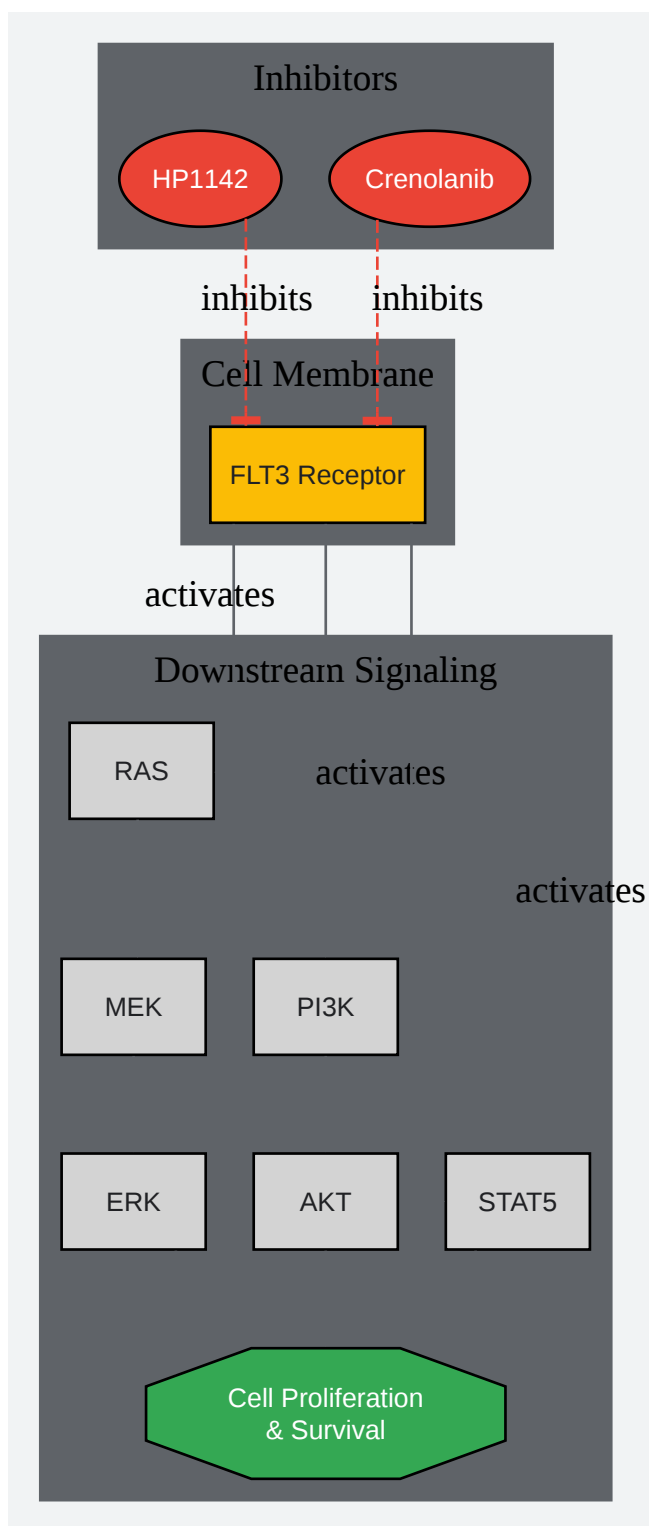 Inhibitors
HP1142
Crenolanib
inhibits
inhibits
Cell Membrane
FLT3 Receptor
activates
Downstream Signaling
RAS
activates
activates
MEK
PI3K
ERK
AKT
STAT5
Cell Proliferation
& Survival